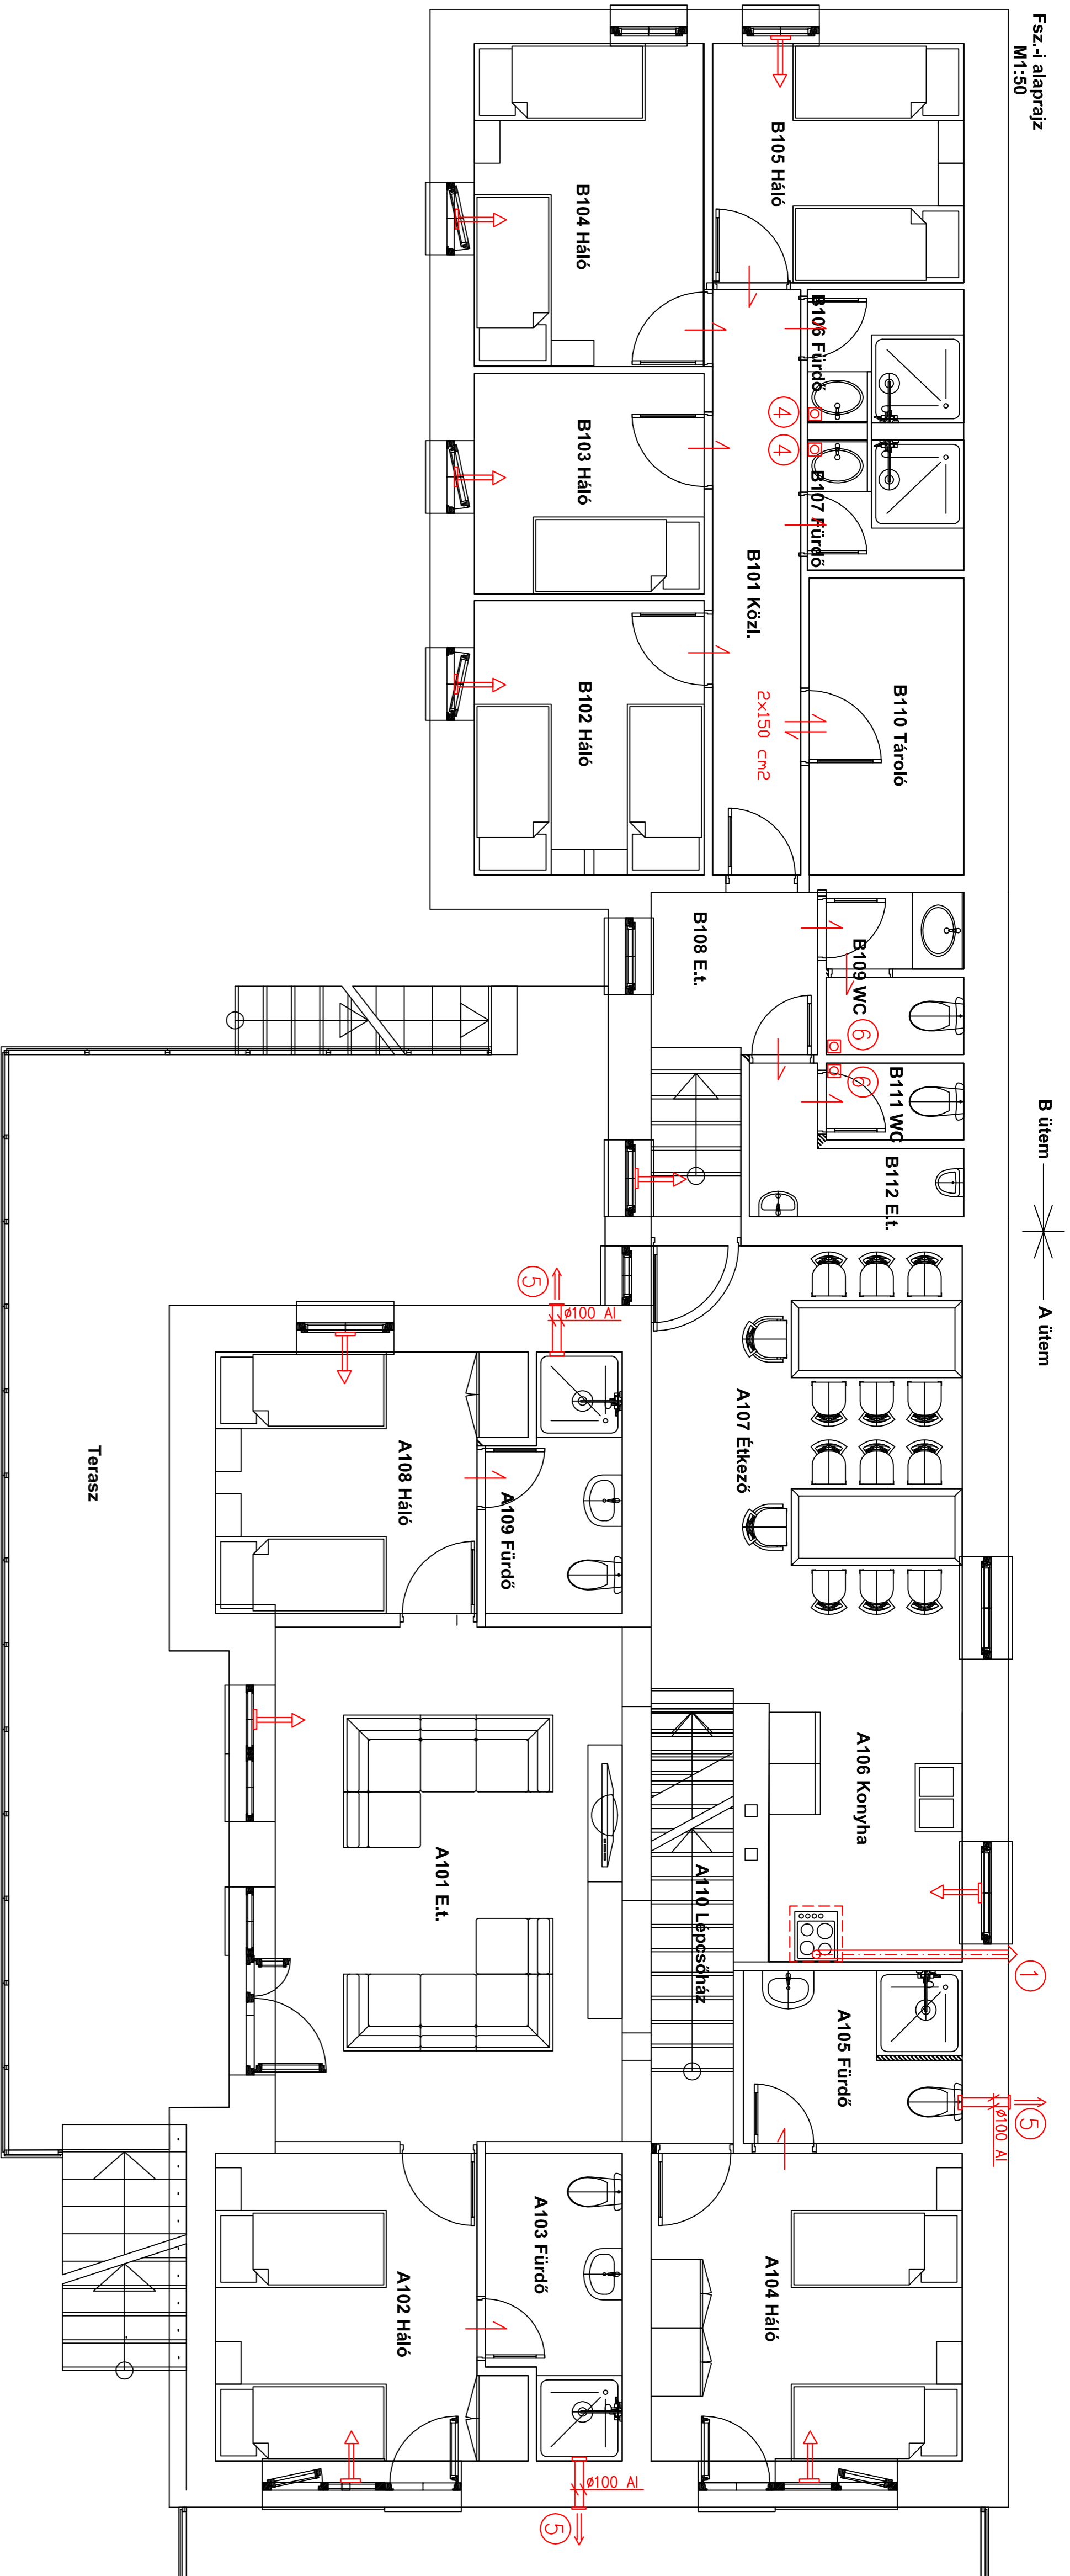 Fsz.-i alaprajz
M1:50
B ütem
A ütem
B105 Háló
B104 Háló
B106 Fürdő
4
4
B107 Fürdő
B103 Háló
B101 Közl.
B102 Háló
2x150 cm2
B110 Tároló
B108 E.t.
B109 WC
6
6
B111 WC
B112 E.t.
5
ø100 Al
A107 Étkező
A108 Háló
A109 Fürdő
Terasz
A106 Konyha
A101 E.t.
A110 Lépcsőház
1
A105 Fürdő
ø100 Al
5
A104 Háló
A103 Fürdő
A102 Háló
ø100 Al
5